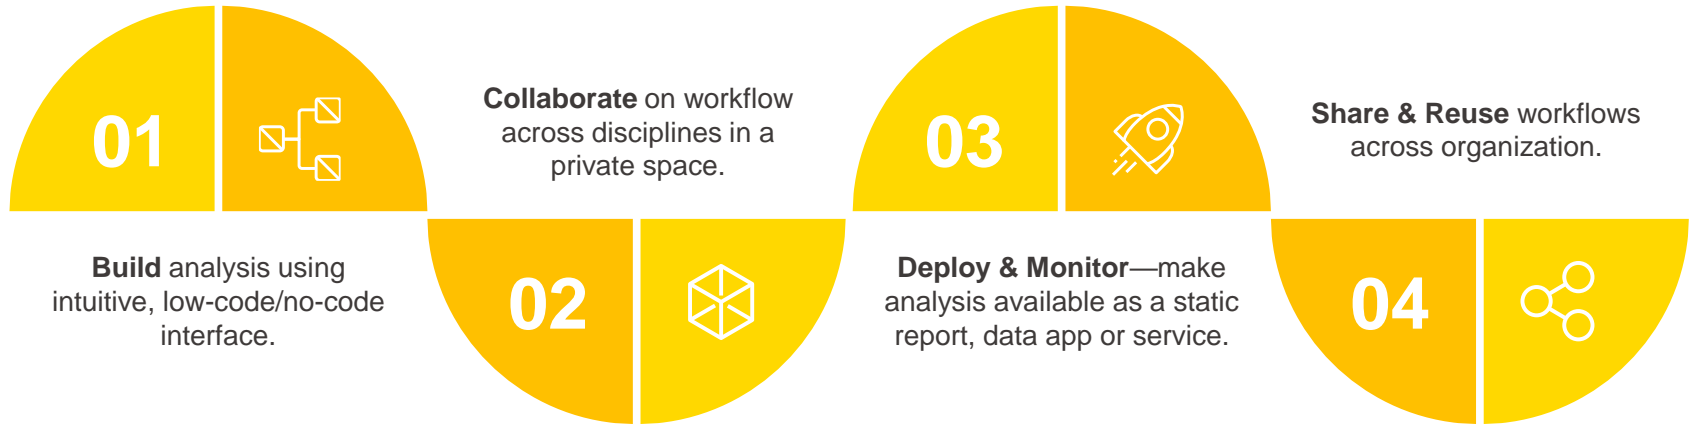 01
Build analysis using
intuitive, low-code/no-code
interface.
Collaborate on workflow
across disciplines in a
private space.
02
03
Deploy & Monitor—make
analysis available as a static
report, data app or service.
Share & Reuse workflows
across organization.
04